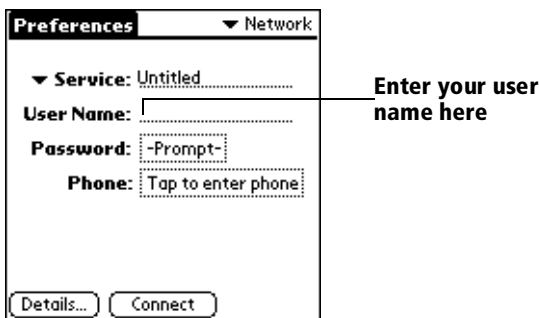 Preferences
Network
Service: Untitled
User Name:
Password: -Prompt-
Phone: Tap to enter phone
Details... Connect
Enter your user
name here